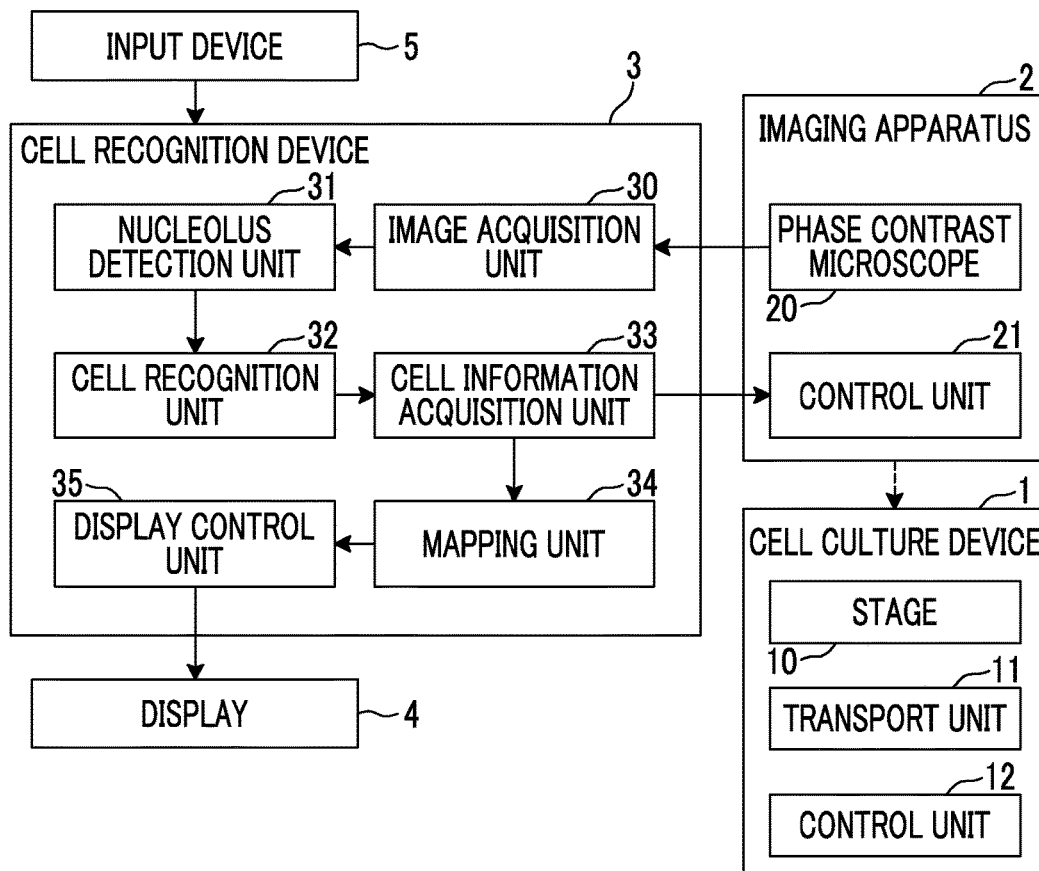 INPUT DEVICE
5
3
2
CELL RECOGNITION DEVICE
IMAGING APPARATUS
31
30
NUCLEOLUS
DETECTION UNIT
IMAGE ACQUISITION
UNIT
PHASE CONTRAST
MICROSCOPE
20
32
33
21
CELL RECOGNITION
UNIT
CELL INFORMATION
ACQUISITION UNIT
CONTROL UNIT
35
34
1
DISPLAY CONTROL
UNIT
MAPPING UNIT
CELL CULTURE DEVICE
STAGE
10
11
DISPLAY
4
TRANSPORT UNIT
12
CONTROL UNIT